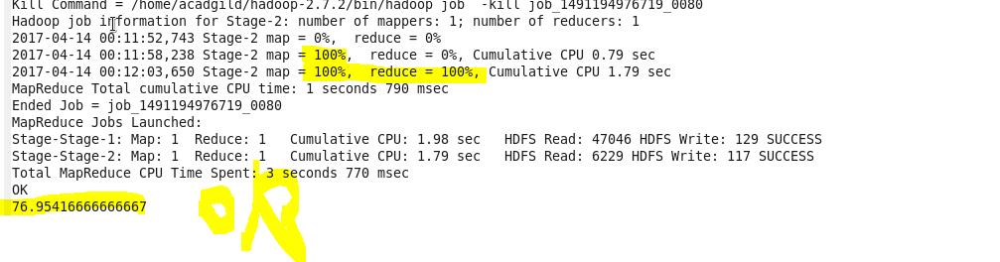 Kill Command = /home/acadgild/hadoop-2.7.2/bin/hadoop job  -kill job_1491194976719_0080
Hadoop job information for Stage-2: number of mappers: 1; number of reducers: 1
2017-04-14 00:11:52,743 Stage-2 map = 0%,  reduce = 0%
2017-04-14 00:11:58,238 Stage-2 map = 100%,  reduce = 0%, Cumulative CPU 0.79 sec
2017-04-14 00:12:03,650 Stage-2 map = 100%,  reduce = 100%, Cumulative CPU 1.79 sec
MapReduce Total cumulative CPU time: 1 seconds 790 msec
Ended Job = job_1491194976719_0080
MapReduce Jobs Launched:
Stage-Stage-1: Map: 1  Reduce: 1   Cumulative CPU: 1.98 sec   HDFS Read: 47046 HDFS Write: 129 SUCCESS
Stage-Stage-2: Map: 1  Reduce: 1   Cumulative CPU: 1.79 sec   HDFS Read: 6229 HDFS Write: 117 SUCCESS
Total MapReduce CPU Time Spent: 3 seconds 770 msec
OK
76.95416666666667